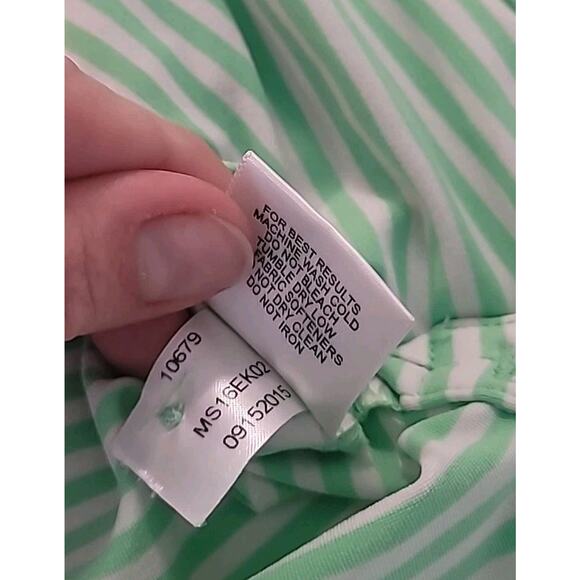 FOR BEST RESULTS
MACHINE WASH COLD
DO NOT BLEACH
TUMBLE DRY LOW
FABRIC SOFTENERS
NOT DRY CLEAN
DO NOT IRON
10679
MS16EK02
09152015